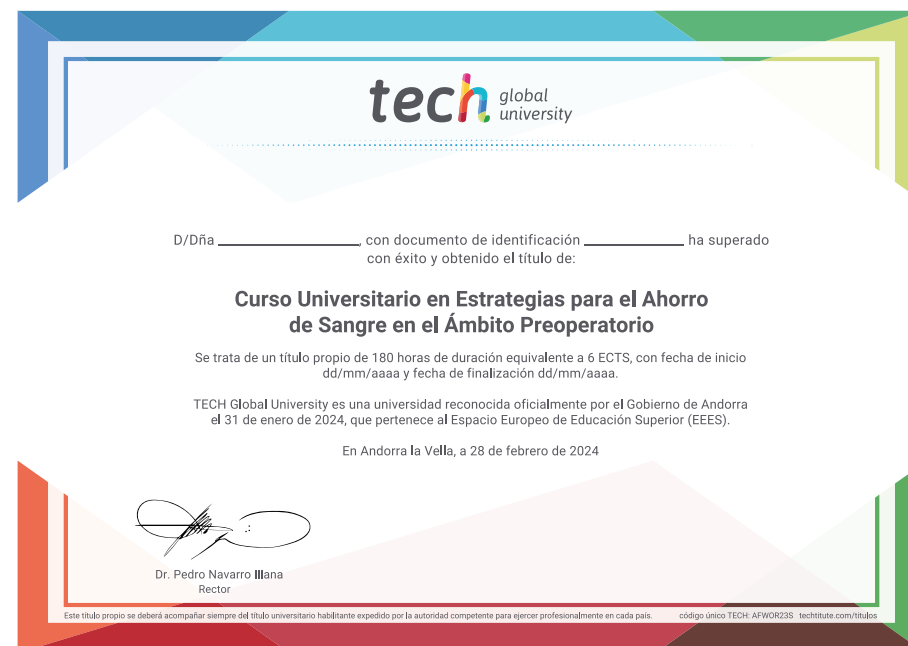 tech global
university
D/Dña ____________________, con documento de identificación ______________ ha superado
con éxito y obtenido el título de:
Curso Universitario en Estrategias para el Ahorro
de Sangre en el Ámbito Preoperatorio
Se trata de un título propio de 180 horas de duración equivalente a 6 ECTS, con fecha de inicio
dd/mm/aaaa y fecha de finalización dd/mm/aaaa.
TECH Global University es una universidad reconocida oficialmente por el Gobierno de Andorra
el 31 de enero de 2024, que pertenece al Espacio Europeo de Educación Superior (EEES).
En Andorra la Vella, a 28 de febrero de 2024
Dr. Pedro Navarro Illana
Rector
Este título propio se deberá acompañar siempre del título universitario habilitante expedido por la autoridad competente para ejercer profesionalmente en cada país. código único TECH: AFWOR23S techtitute.com/titulos